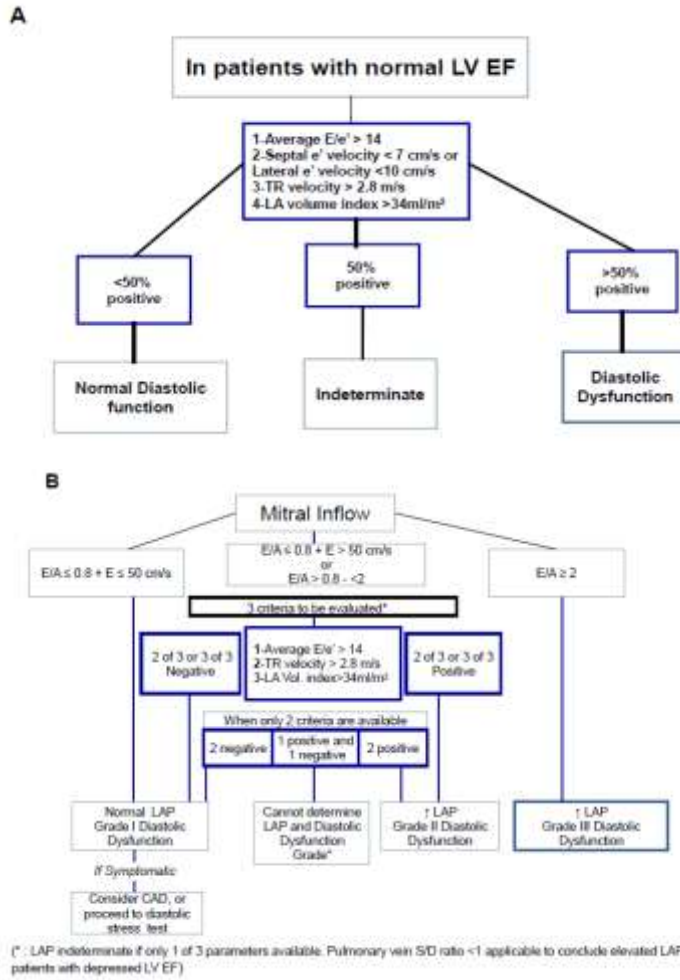 A
In patients with normal LV EF
1-Average E/e' > 14
2-Septal e' velocity < 7 cm/s or
Lateral e' velocity <10 cm/s
3-TR velocity > 2.8 m/s
4-LA volume index >34ml/m²
<50%
positive
50%
positive
>50%
positive
Normal Diastolic
function
Indeterminate
Diastolic
Dysfunction
B
Mitral Inflow
E/A ≤ 0.8 + E ≤ 50 cm/s
E/A ≤ 0.8 + E > 50 cm/s
or
E/A > 0.8 - <2
E/A ≥ 2
3 criteria to be evaluated*
2 of 3 or 3 of 3
Negative
1-Average E/e' > 14
2-TR velocity > 2.8 m/s
3-LA Vol. index>34ml/m²
2 of 3 or 3 of 3
Positive
When only 2 criteria are available
2 negative
1 positive and
1 negative
2 positive
Normal LAP
Grade I Diastolic
Dysfunction
Cannot determine
LAP and Diastolic
Dysfunction
Grade*
↑ LAP
Grade II Diastolic
Dysfunction
↑ LAP
Grade III Diastolic
Dysfunction
If Symptomatic
Consider CAD, or
proceed to diastolic
stress test
(* : LAP indeterminate if only 1 of 3 parameters available. Pulmonary vein S/D ratio <1 applicable to conclude elevated LAP
patients with depressed LV EF)